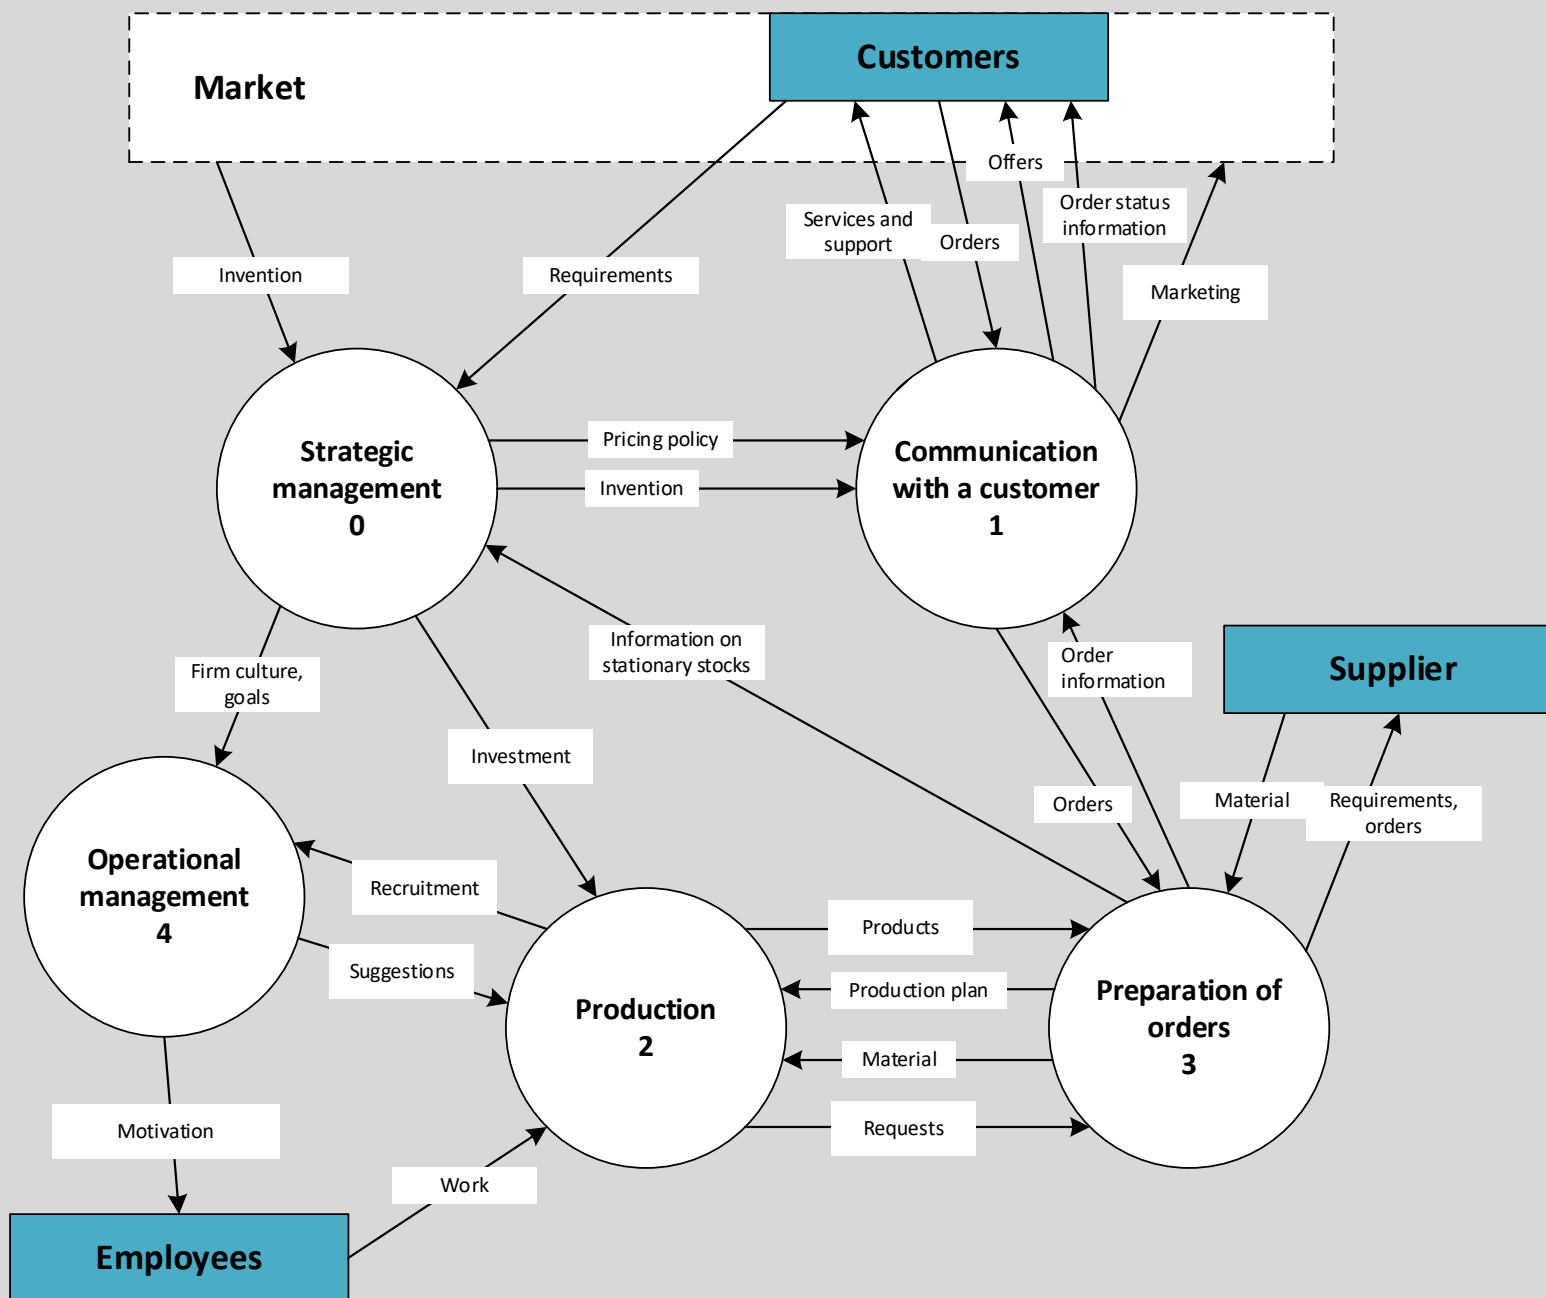 Customers
Market
Offers
Order status
information
Services and
support
Orders
Invention
Requirements
Marketing
Strategic
management
0
Pricing policy
Invention
Communication
with a customer
1
Information on
stationary stocks
Order
information
Supplier
Firm culture,
goals
Investment
Orders
Material
Requirements,
orders
Operational
management
4
Recruitment
Suggestions
Products
Production plan
Production
2
Preparation of
orders
3
Material
Requests
Motivation
Work
Employees